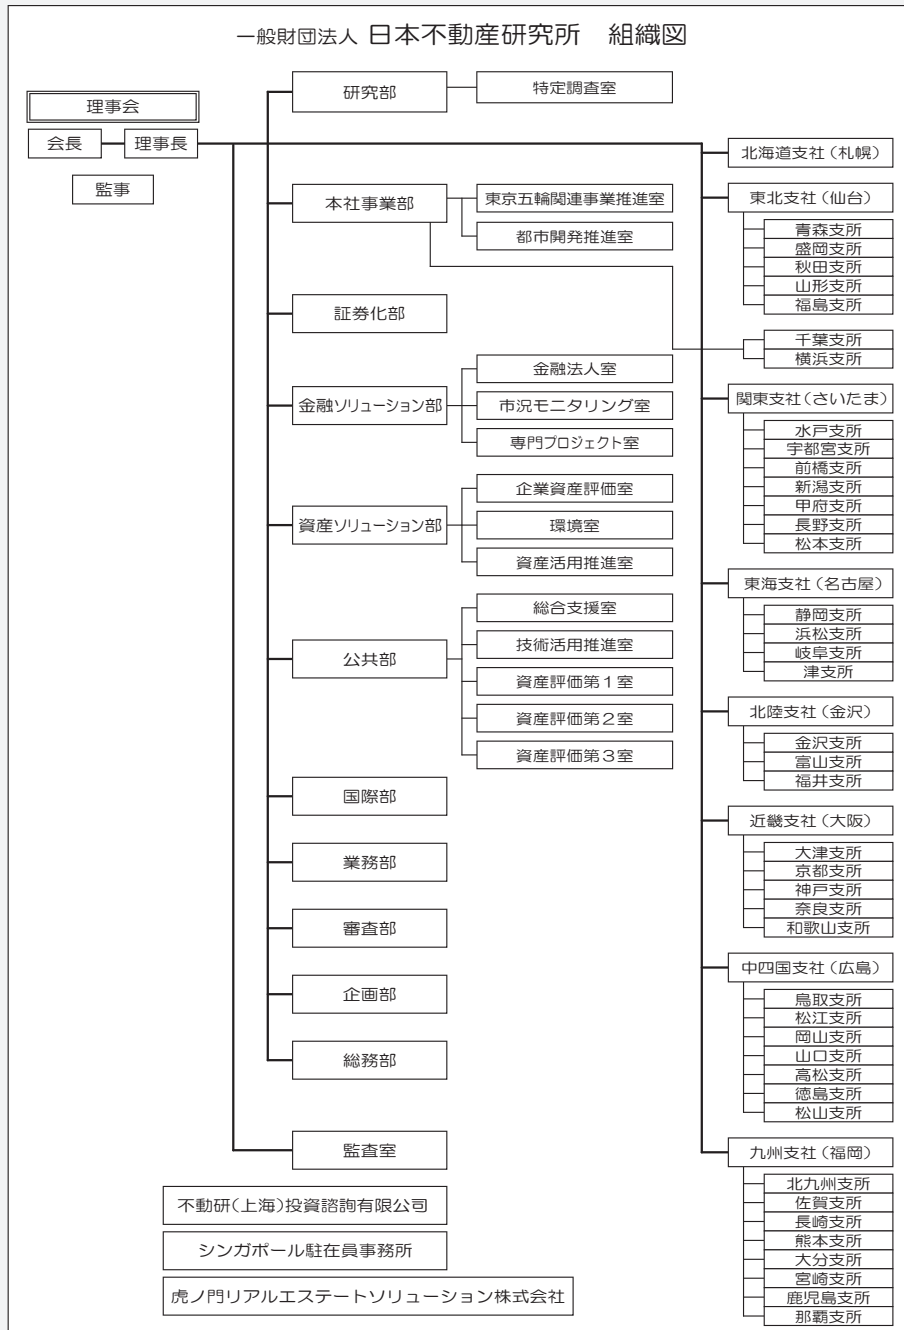 一般財団法人 日本不動産研究所　組織図
理事会
会長
理事長
監事
研究部
特定調査室
本社事業部
東京五輪関連事業推進室
都市開発推進室
証券化部
金融ソリューション部
金融法人室
市況モニタリング室
専門プロジェクト室
資産ソリューション部
企業資産評価室
環境室
資産活用推進室
公共部
総合支援室
技術活用推進室
資産評価第1室
資産評価第2室
資産評価第3室
国際部
業務部
審査部
企画部
総務部
監査室
不動研(上海)投資諮詢有限公司
シンガポール駐在員事務所
虎ノ門リアルエステートソリューション株式会社
北海道支社(札幌)
東北支社(仙台)
青森支所
盛岡支所
秋田支所
山形支所
福島支所
千葉支所
横浜支所
関東支社(さいたま)
水戸支所
宇都宮支所
前橋支所
新潟支所
甲府支所
長野支所
松本支所
東海支社(名古屋)
静岡支所
浜松支所
岐阜支所
津支所
北陸支社(金沢)
金沢支所
富山支所
福井支所
近畿支社(大阪)
大津支所
京都支所
神戸支所
奈良支所
和歌山支所
中四国支社(広島)
鳥取支所
松江支所
岡山支所
山口支所
高松支所
徳島支所
松山支所
九州支社(福岡)
北九州支所
佐賀支所
長崎支所
熊本支所
大分支所
宮崎支所
鹿児島支所
那覇支所